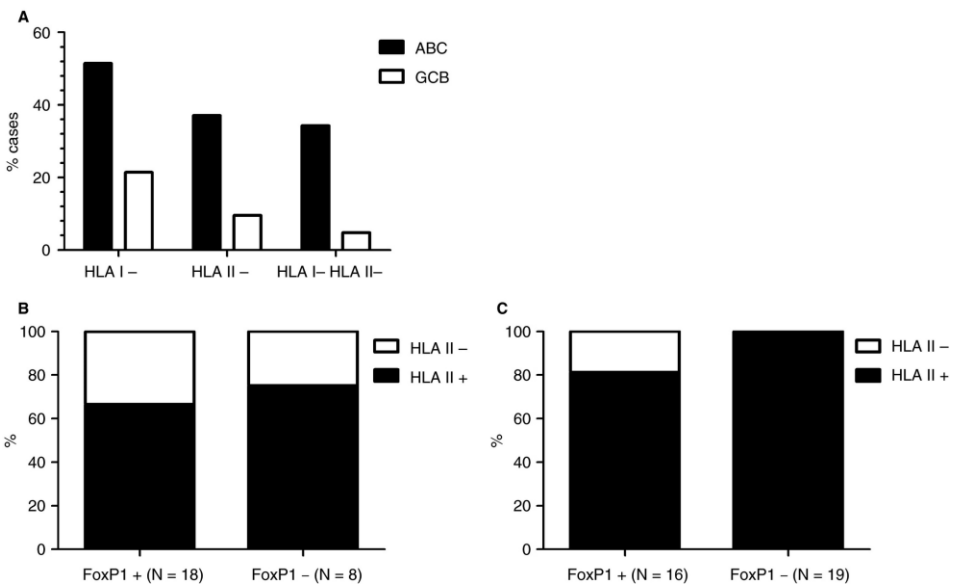 A
60
40
20
0
% cases
ABC
GCB
HLA I –
HLA II –
HLA I– HLA II–
B
100
80
60
40
20
0
%
HLA II –
HLA II +
FoxP1 + (N = 18)
FoxP1 – (N = 8)
C
100
80
60
40
20
0
%
HLA II –
HLA II +
FoxP1 + (N = 16)
FoxP1 – (N = 19)